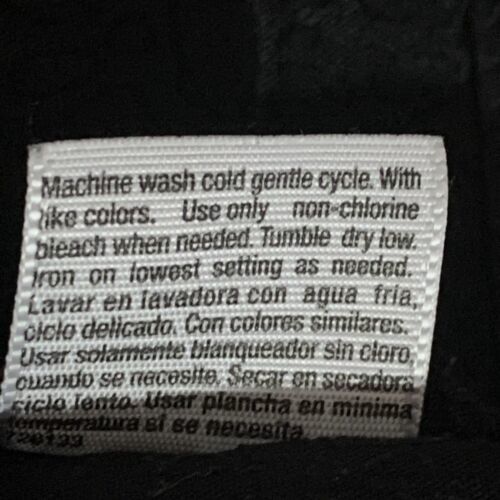 Machine wash cold gentle cycle. With
like colors. Use only non-chlorine
bleach when needed. Tumble dry low.
Iron on lowest setting as needed.
Lavar en lavadora con agua fria,
ciclo delicado. Con colores similares.
Usar solamente blanqueador sin cloro,
cuando se necesite. Secar en secadora
ciclo lento. Usar plancha en minima
temperatura si se necesita.